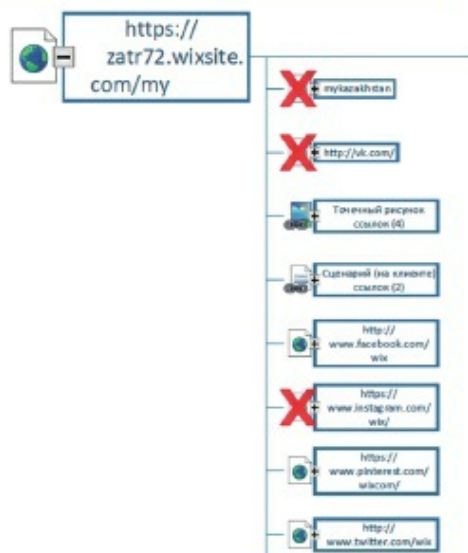 https://
zatr72.wixsite.
com/my
mykazakhstan
http://vk.com/
Точечный рисунок
ссылок (4)
Сценарий (на клиенте)
ссылок (2)
http://
www.facebook.com/
wix
https://
www.instagram.com/
wix/
https://
www.pinterest.com/
wixcom/
http://
www.twitter.com/wix